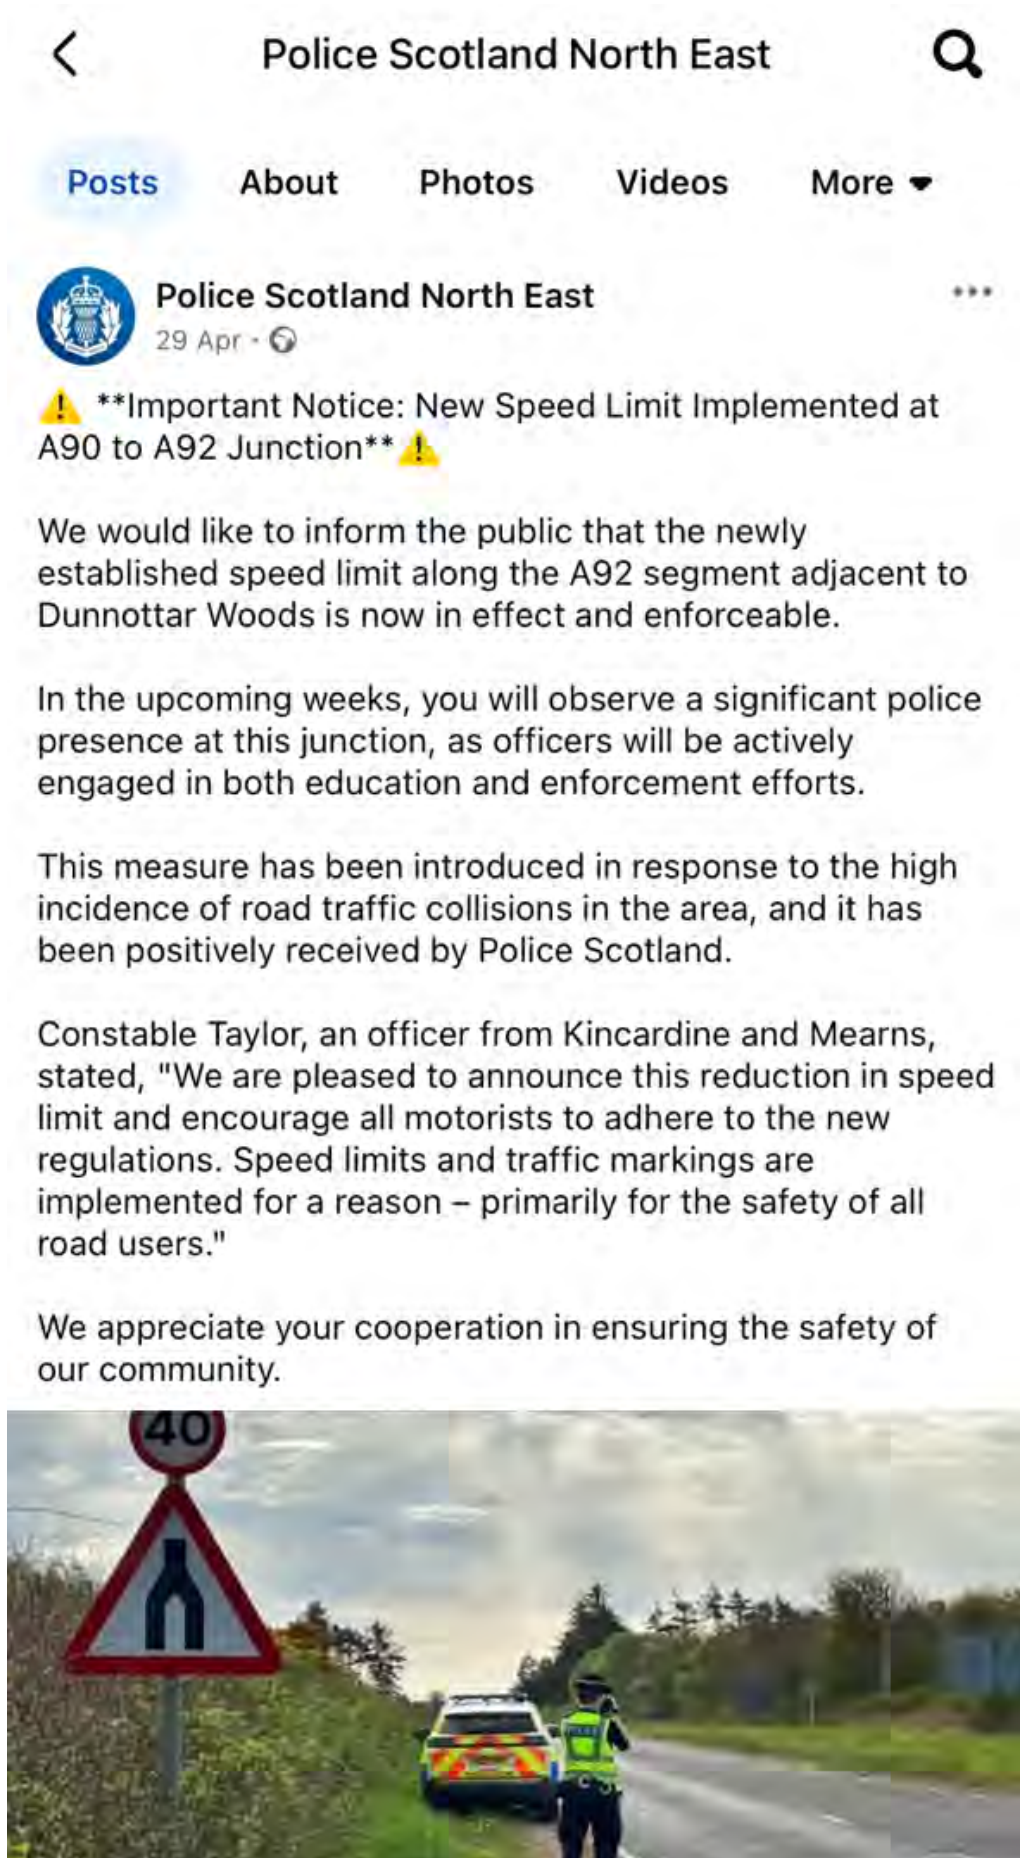 Police Scotland North East
Posts About Photos Videos More
Police Scotland North East
29 Apr ·
⚠️ **Important Notice: New Speed Limit Implemented at
A90 to A92 Junction** ⚠️
We would like to inform the public that the newly
established speed limit along the A92 segment adjacent to
Dunnottar Woods is now in effect and enforceable.
In the upcoming weeks, you will observe a significant police
presence at this junction, as officers will be actively
engaged in both education and enforcement efforts.
This measure has been introduced in response to the high
incidence of road traffic collisions in the area, and it has
been positively received by Police Scotland.
Constable Taylor, an officer from Kincardine and Mearns,
stated, "We are pleased to announce this reduction in speed
limit and encourage all motorists to adhere to the new
regulations. Speed limits and traffic markings are
implemented for a reason – primarily for the safety of all
road users."
We appreciate your cooperation in ensuring the safety of
our community.
40
POLICE